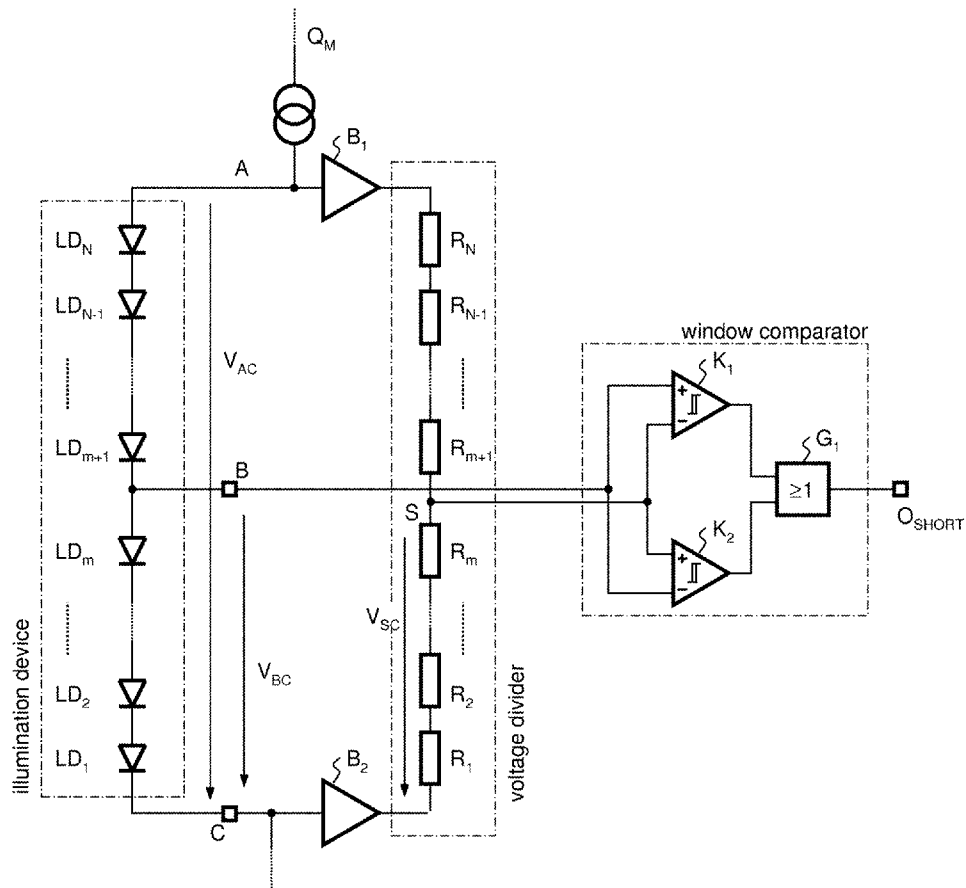 Q_M
B_1
A
LD_N
R_N
LD_N-1
R_N-1
window comparator
V_AC
K_1
+
−
LD_m+1
R_m+1
G_1
B
≥1
S
O_SHORT
LD_m
R_m
K_2
+
−
V_SC
V_BC
illumination device
LD_2
R_2
voltage divider
LD_1
B_2
R_1
C